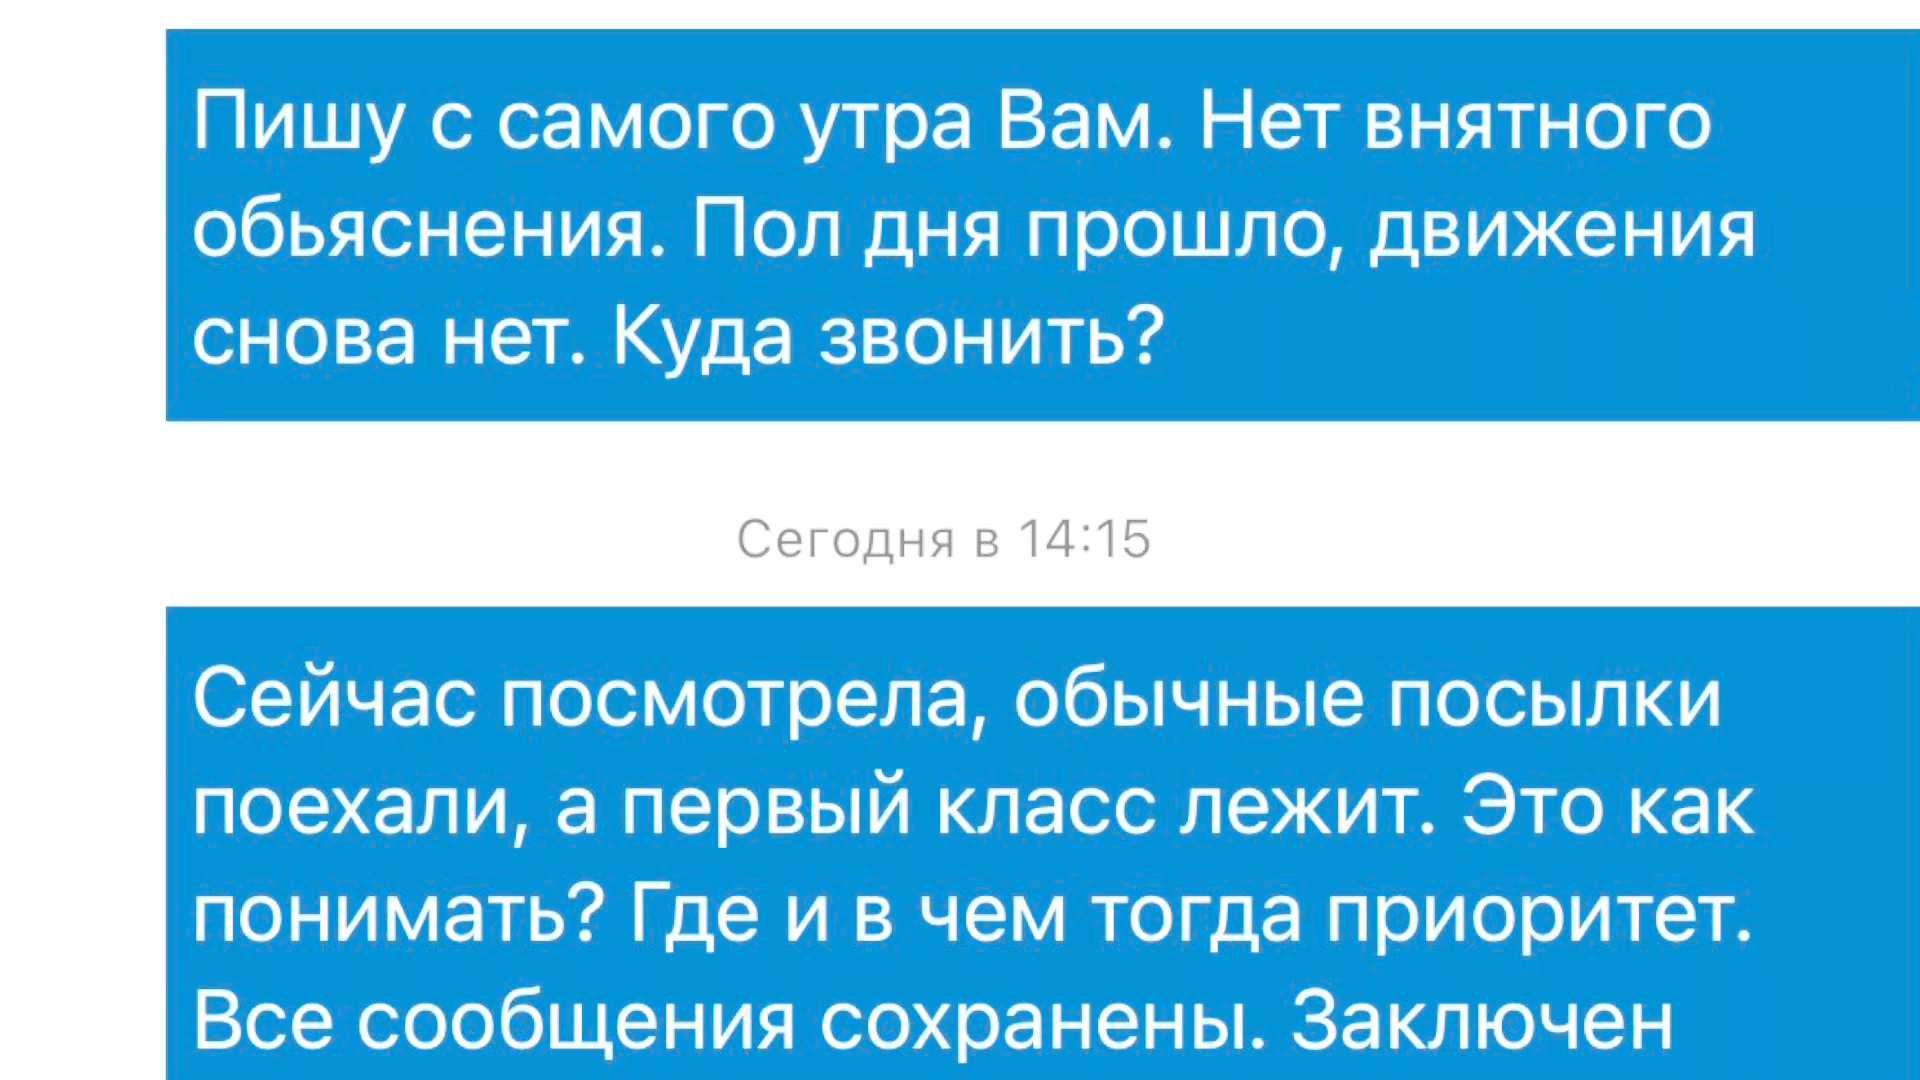 Пишу с самого утра Вам. Нет внятного
обьяснения. Пол дня прошло, движения
снова нет. Куда звонить?
Сегодня в 14:15
Сейчас посмотрела, обычные посылки
поехали, а первый класс лежит. Это как
понимать? Где и в чем тогда приоритет.
Все сообщения сохранены. Заключен